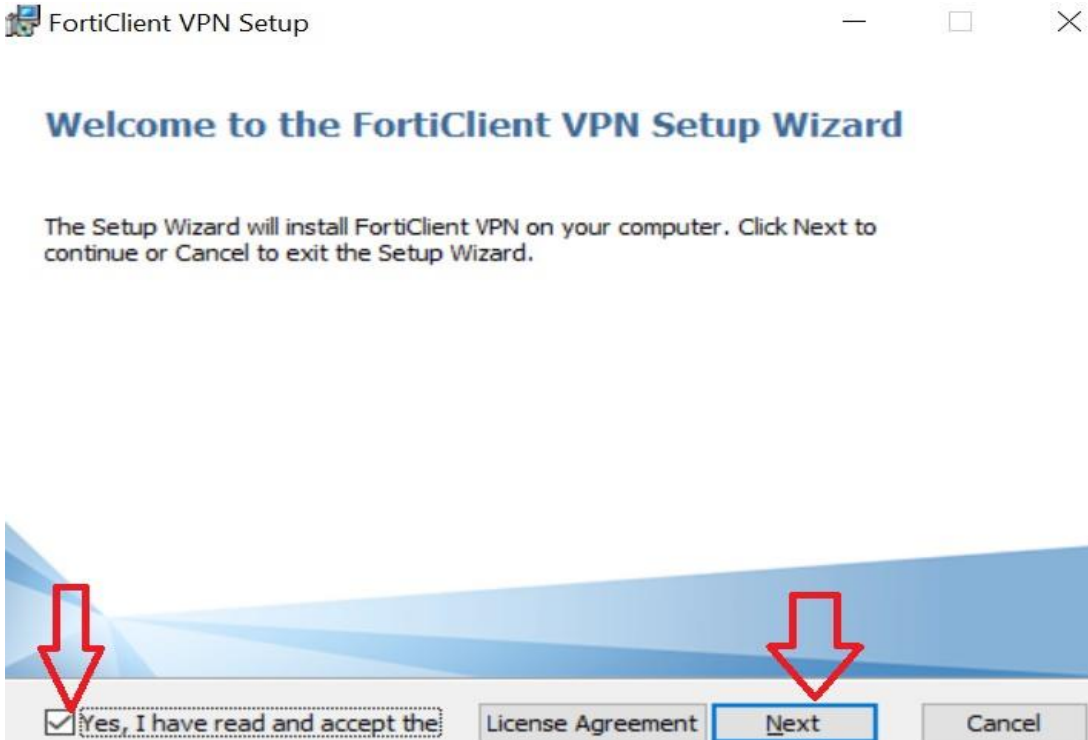 FortiClient VPN Setup
Welcome to the FortiClient VPN Setup Wizard
The Setup Wizard will install FortiClient VPN on your computer. Click Next to
continue or Cancel to exit the Setup Wizard.
Yes, I have read and accept the License Agreement Next Cancel